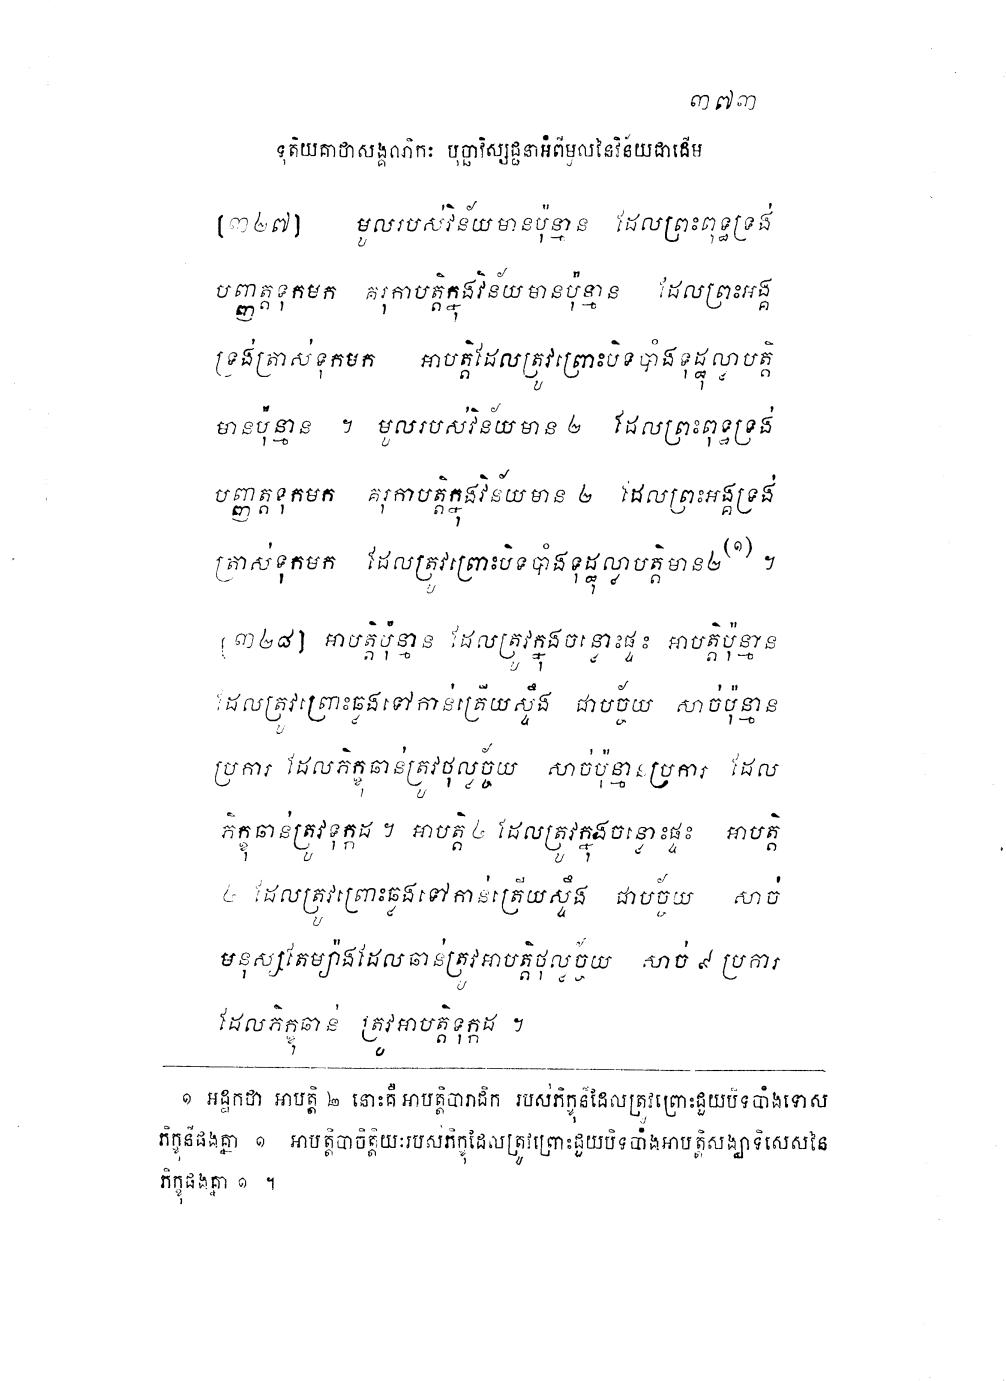 ៣៧៣
ទុតិយគាថាសង្គណិកៈ បុច្ឆាវិស្សជ្ជនាអំពីមូលនៃវិន័យជាដើម
[៣២៧] មូលរបស់វិន័យមានប៉ុន្មាន ដែលព្រះពុទ្ធទ្រង់
បញ្ញត្តទុកមក គរុកាបត្តិក្នុងវិន័យមានប៉ុន្មាន ដែលព្រះអង្គ
ទ្រង់ត្រាស់ទុកមក អាបត្តិដែលត្រូវព្រោះបិទបាំងទុដ្ឋុល្លាបត្តិ
មានប៉ុន្មាន ។ មូលរបស់វិន័យមាន ២ ដែលព្រះពុទ្ធទ្រង់
បញ្ញត្តទុកមក គរុកាបត្តិក្នុងវិន័យមាន ២ ដែលព្រះអង្គទ្រង់
ត្រាស់ទុកមក ដែលត្រូវព្រោះបិទបាំងទុដ្ឋុល្លាបត្តិមាន២(១) ។
[៣២៨] អាបត្តិប៉ុន្មាន ដែលត្រូវក្នុងចន្លោះផ្ទះ អាបត្តិប៉ុន្មាន
ដែលត្រូវព្រោះឆ្លងទៅកាន់ត្រើយស្ទឹង ជាបច្ច័យ សាច់ប៉ុន្មាន
ប្រការ ដែលភិក្ខុឆាន់ត្រូវថុល្លច្ច័យ សាច់ប៉ុន្មានប្រការ ដែល
ភិក្ខុឆាន់ត្រូវទុក្កដ ។ អាបត្តិ ៤ ដែលត្រូវក្នុងចន្លោះផ្ទះ អាបត្តិ
៤ ដែលត្រូវព្រោះឆ្លងទៅកាន់ត្រើយស្ទឹង ជាបច្ច័យ សាច់
មនុស្សតែម្យ៉ាងដែលឆាន់ត្រូវអាបត្តិថុល្លច្ច័យ សាច់ ៩ ប្រការ
ដែលភិក្ខុឆាន់ ត្រូវអាបត្តិទុក្កដ ។
១ អដ្ឋកថា អាបត្តិ ២ នោះគឺ អាបត្តិបារាជិក របស់ភិក្ខុនីដែលត្រូវព្រោះជួយបិទបាំងទោស
ភិក្ខុនីផងគ្នា ១ អាបត្តិបាចិត្តិយៈរបស់ភិក្ខុដែលត្រូវព្រោះជួយបិទបាំងអាបត្តិសង្ឃាទិសេសនៃ
ភិក្ខុផងគ្នា ១ ។